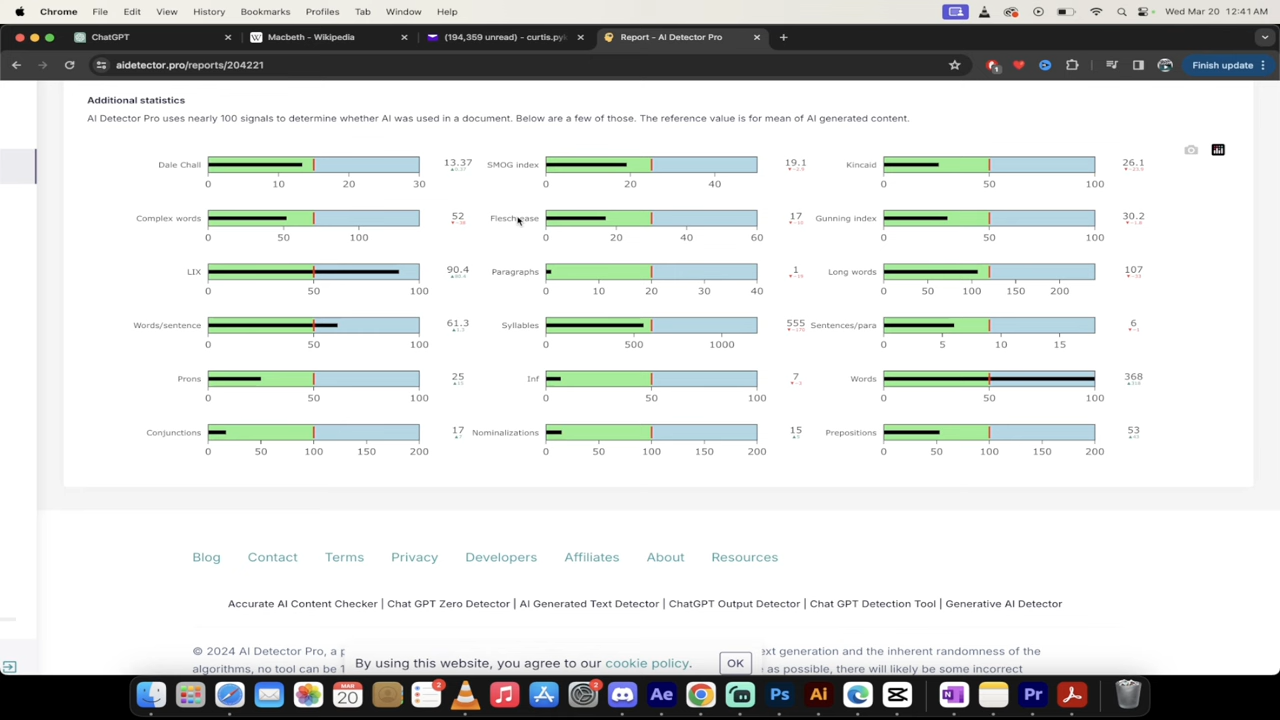 Chrome File Edit View History Bookmarks Profiles Tab Window Help Wed Mar 20 12:41 AM
ChatGPT Macbeth - Wikipedia (194,359 unread) - curtis.pyk Report - AI Detector Pro
aidetector.pro/reports/204221 Finish update
Additional statistics
AI Detector Pro uses nearly 100 signals to determine whether AI was used in a document. Below are a few of those. The reference value is for mean of AI generated content.
Dale Chall 13.37 SMOG index 19.1 Kincaid 26.1
0 10 20 30 0 20 40 0 50 100
Complex words 52 17 Gunning index 30.2
0 50 100 0 20 40 60 0 50 100
LIX 90.4 Paragraphs 1 Long words 107
0 50 100 0 10 20 30 40 0 50 100 150 200
Words/sentence 61.3 Syllables 555 Sentences/para 6
0 50 100 0 500 1000 0 5 10 15
Prons 25 Inf 7 Words 368
0 50 100 0 50 100 0 50 100
Conjunctions 17 Nominalizations 15 Prepositions 53
0 50 100 150 200 0 50 100 150 200 0 50 100 150 200
Blog Contact Terms Privacy Developers Affiliates About Resources
Accurate AI Content Checker | Chat GPT Zero Detector | AI Generated Text Detector | ChatGPT Output Detector | Chat GPT Detection Tool | Generative AI Detector
© 2024 AI Detector Pro, a p ext generation and the inherent randomness of the
By using this website, you agree to our cookie policy. OK
algorithms, no tool can be 1 e as possible, there will likely be some incorrect
MAR
20